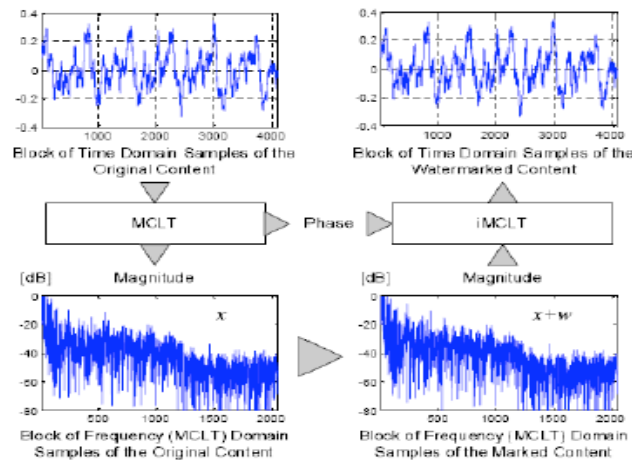 0.4
0.2
0
-0.2
-0.4
1000 2000 3000 4000
Block of Time Domain Samples of the
Original Content
0.4
0.2
0
-0.2
-0.4
1000 2000 3000 4000
Block of Time Domain Samples of the
Watermarked Content
MCLT
Phase
iMCLT
[dB]
Magnitude
[dB]
Magnitude
0
-20
-40
-60
-80
x
0 500 1000 1500 2000
Block of Frequency (MCLT) Domain
Samples of the Original Content
0
-20
-40
-60
-80
x+w
0 500 1000 1500 2000
Block of Frequency (MCLT) Domain
Samples of the Marked Content